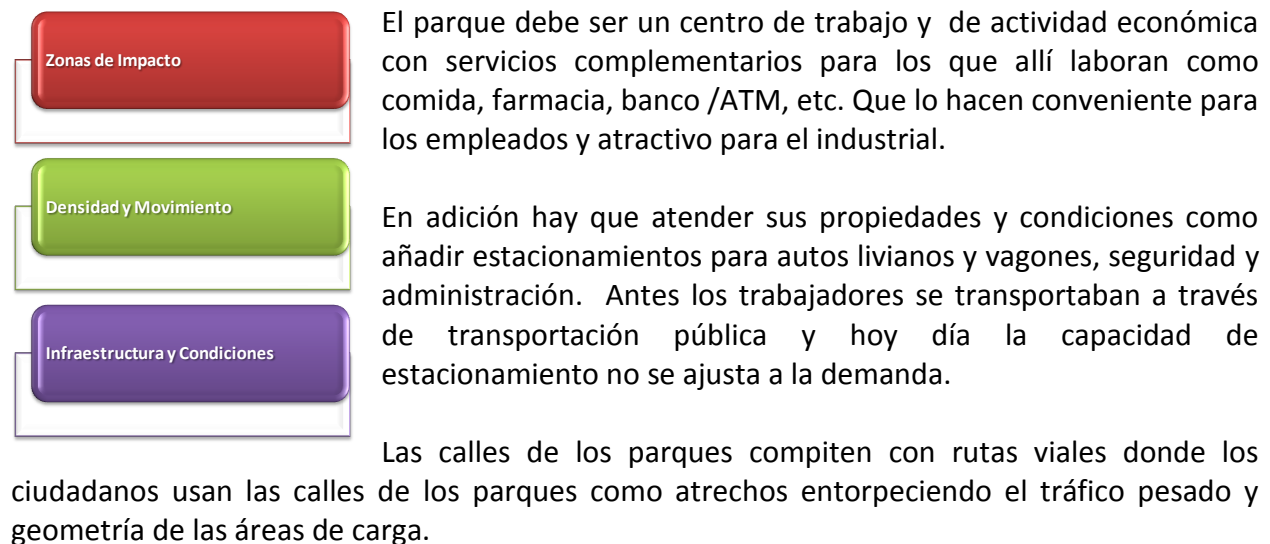 Zonas de Impacto
Densidad y Movimiento
Infraestructura y Condiciones
El parque debe ser un centro de trabajo y de actividad económica
con servicios complementarios para los que allí laboran como
comida, farmacia, banco /ATM, etc. Que lo hacen conveniente para
los empleados y atractivo para el industrial.
En adición hay que atender sus propiedades y condiciones como
añadir estacionamientos para autos livianos y vagones, seguridad y
administración. Antes los trabajadores se transportaban a través
de transportación pública y hoy día la capacidad de
estacionamiento no se ajusta a la demanda.
Las calles de los parques compiten con rutas viales donde los
ciudadanos usan las calles de los parques como atrechos entorpeciendo el tráfico pesado y
geometría de las áreas de carga.